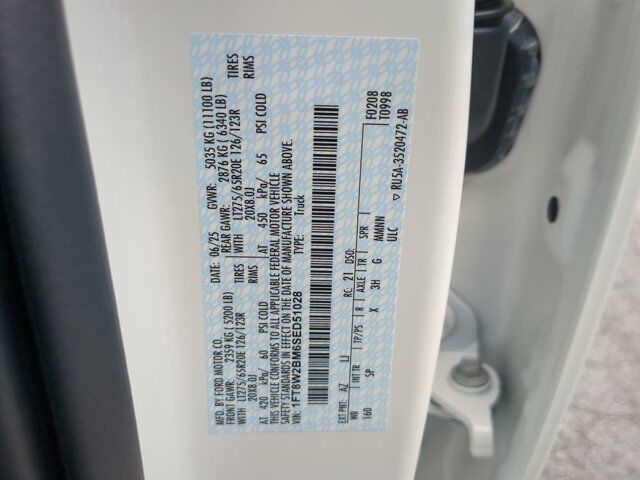 MFD. BY FORD MOTOR CO.
DATE: 06/25 GVWR: 5035 KG (11100 LB)
FRONT GAWR: 2359 KG (5200 LB) REAR GAWR: 2876 KG (6340 LB)
LT275/65R20E 126/123R TIRES WITH LT275/65R20E 126/123R TIRES
20X8.0J RIMS 20X8.0J RIMS
AT 420 kPa/ 60 PSI COLD AT 450 kPa/ 65 PSI COLD
THIS VEHICLE CONFORMS TO ALL APPLICABLE FEDERAL MOTOR VEHICLE
SAFETY STANDARDS IN EFFECT ON THE DATE OF MANUFACTURE SHOWN ABOVE.
VIN: 1FT8W2BM6SED51028 TYPE: Truck
F0208
T0998
EXT PNT: AZ RC: 21 DSO:
WB INT TR TP/PS R AXLE TR SPR
160 SP X 3H G MMNNN
ULC
RU5A-3520472-AB